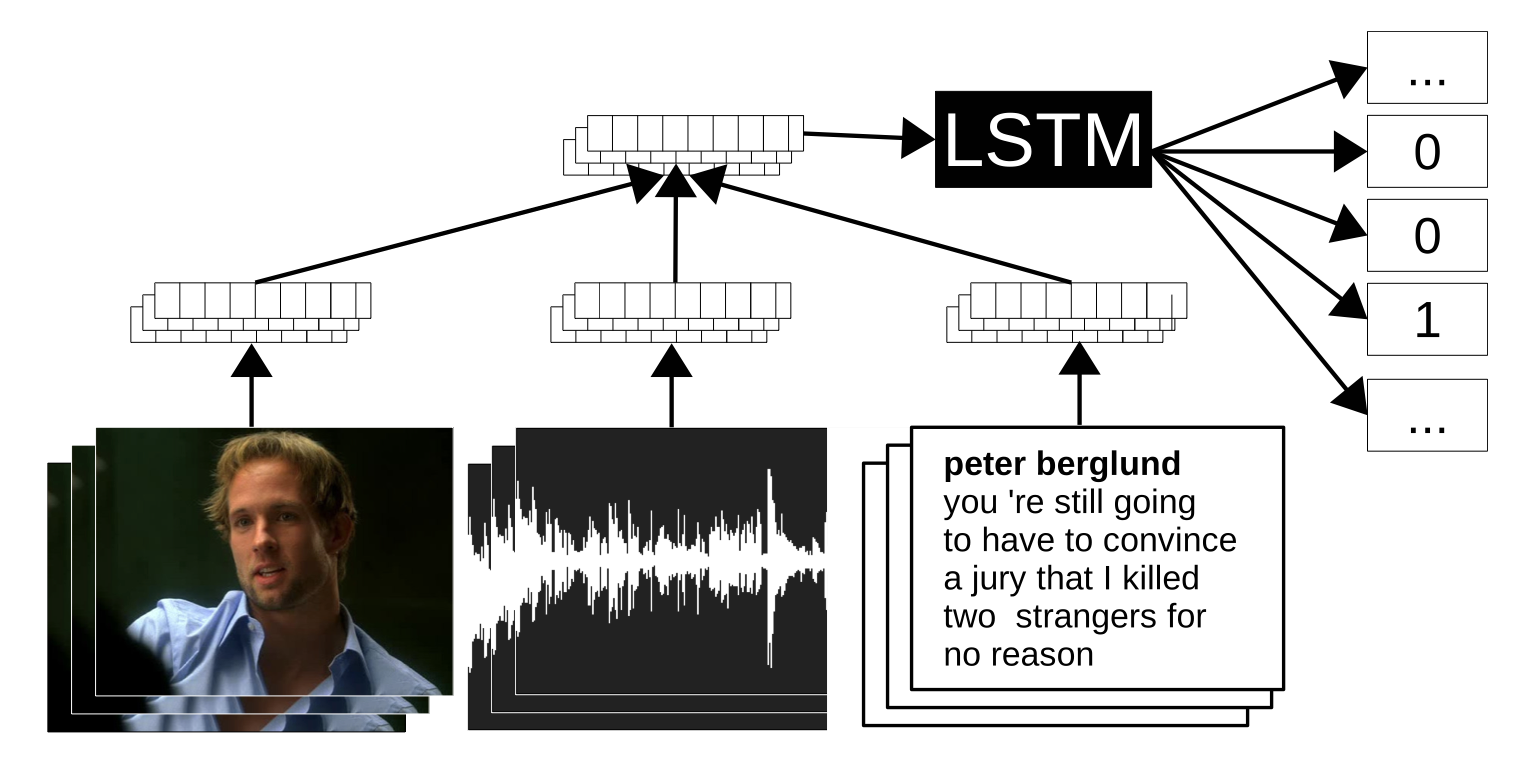 LSTM
...
0
0
1
...
peter berglund
you 're still going
to have to convince
a jury that I killed
two  strangers for
no reason